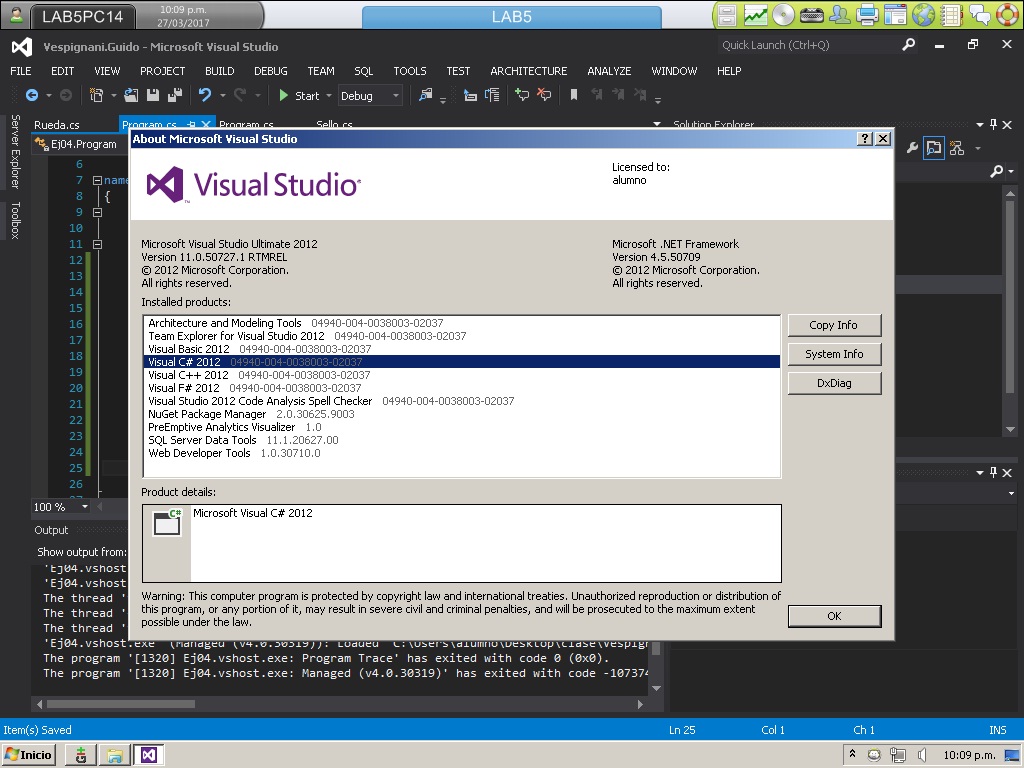 LAB5PC14
10:09 p.m.
27/03/2017
LAB5
Vespignani.Guido - Microsoft Visual Studio
Quick Launch (Ctrl+Q)
FILE EDIT VIEW PROJECT BUILD DEBUG TEAM SQL TOOLS TEST ARCHITECTURE ANALYZE WINDOW HELP
Start Debug
Server Explorer
Toolbox
Rueda.cs Program.cs Program.cs Sello.cs
Solution Explorer
Ej04.Program
About Microsoft Visual Studio
Visual Studio
Licensed to:
alumno
Microsoft Visual Studio Ultimate 2012
Version 11.0.50727.1 RTMREL
© 2012 Microsoft Corporation.
All rights reserved.
Microsoft .NET Framework
Version 4.5.50709
© 2012 Microsoft Corporation.
All rights reserved.
Installed products:
Architecture and Modeling Tools 04940-004-0038003-02037
Team Explorer for Visual Studio 2012 04940-004-0038003-02037
Visual Basic 2012 04940-004-0038003-02037
Visual C# 2012 04940-004-0038003-02037
Visual C++ 2012 04940-004-0038003-02037
Visual F# 2012 04940-004-0038003-02037
Visual Studio 2012 Code Analysis Spell Checker 04940-004-0038003-02037
NuGet Package Manager 2.0.30625.9003
PreEmptive Analytics Visualizer 1.0
SQL Server Data Tools 11.1.20627.00
Web Developer Tools 1.0.30710.0
Copy Info
System Info
DxDiag
Product details:
C#
Microsoft Visual C# 2012
Warning: This computer program is protected by copyright law and international treaties. Unauthorized reproduction or distribution of
this program, or any portion of it, may result in severe civil and criminal penalties, and will be prosecuted to the maximum extent
possible under the law.
OK
6
7 name
8 {
9
10
11
12
13
14
15
16
17
18
19
20
21
22
23
24
25
26
100 %
Output
Show output from:
'Ej04.vshost
'Ej04.vshost
The thread '
The thread '
The thread '
'Ej04.vshost.exe' (Managed (v4.0.30319)): Loaded 'C:\Users\alumno\Desktop\Clase\Vespign
The program '[1320] Ej04.vshost.exe: Program Trace' has exited with code 0 (0x0).
The program '[1320] Ej04.vshost.exe: Managed (v4.0.30319)' has exited with code -107374
Item(s) Saved
Ln 25 Col 1 Ch 1 INS
Inicio
10:09 p.m.